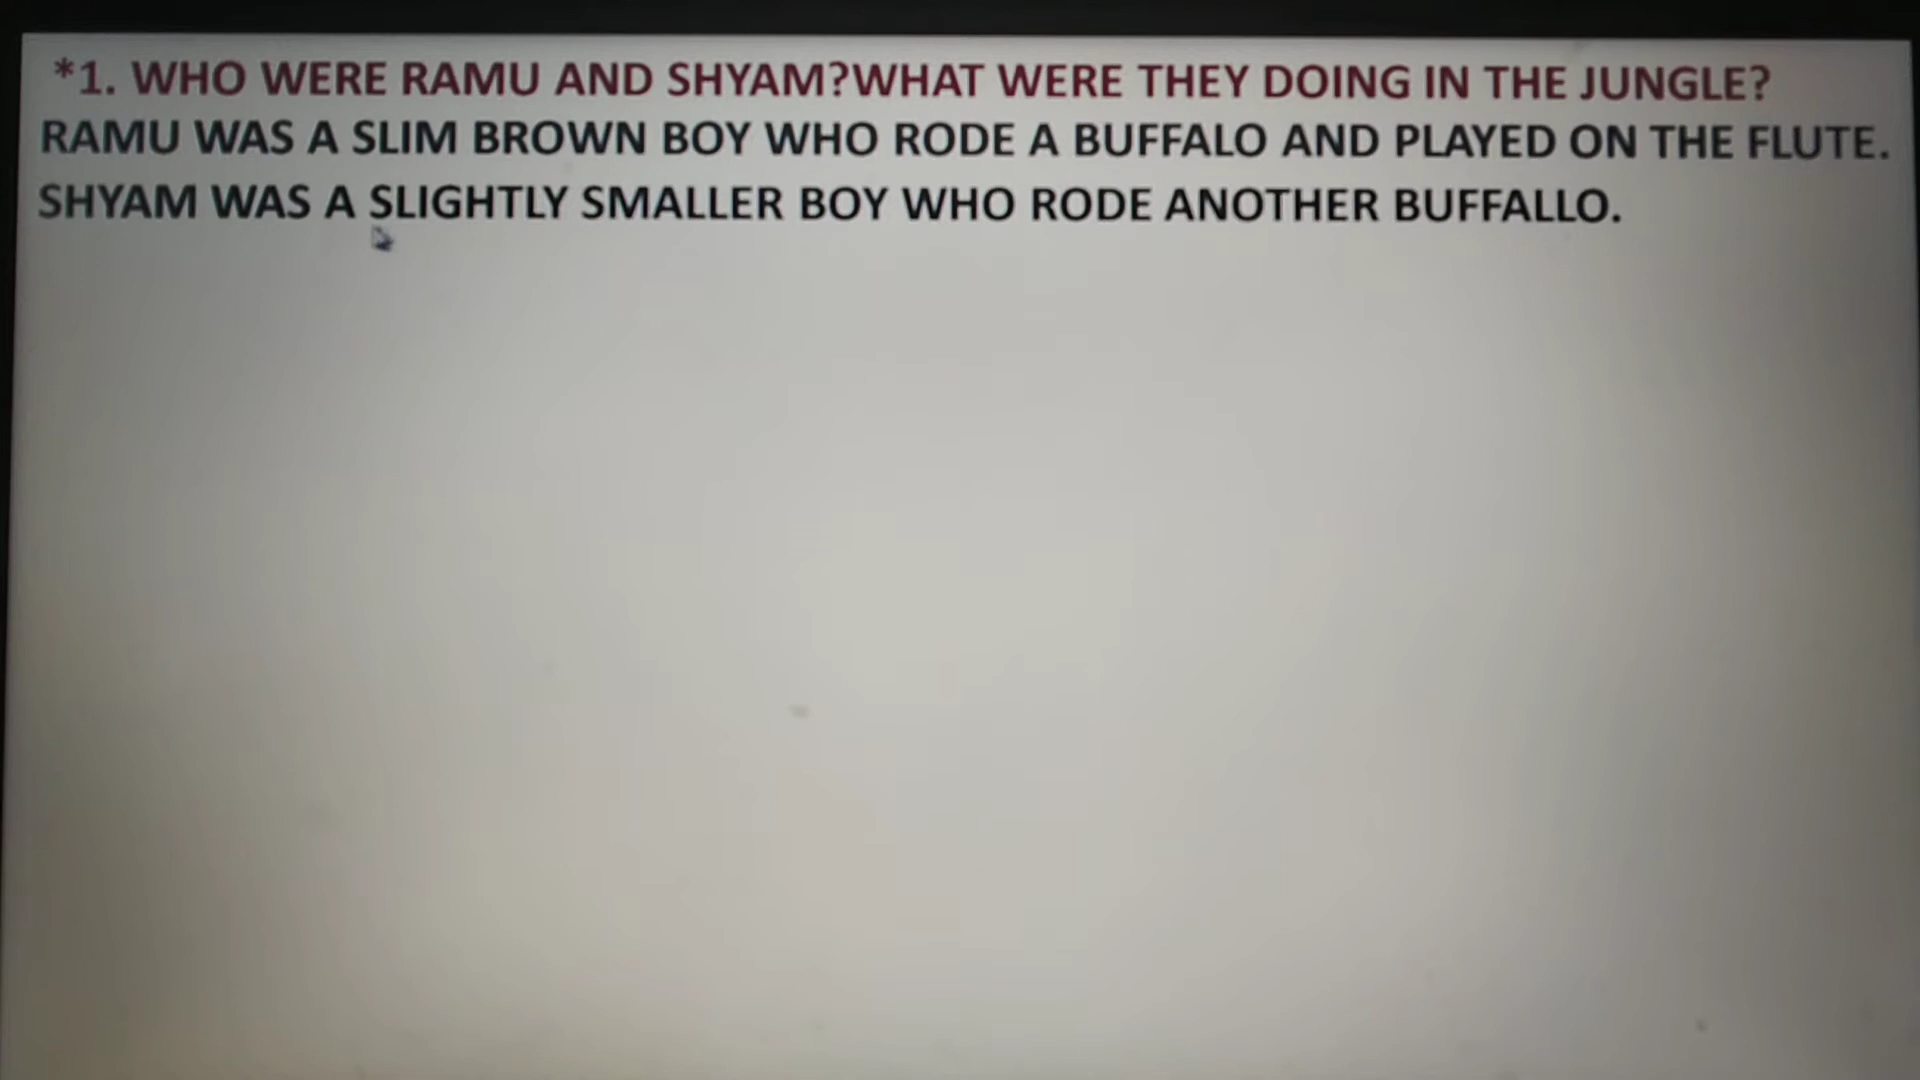 *1. WHO WERE RAMU AND SHYAM?WHAT WERE THEY DOING IN THE JUNGLE?
RAMU WAS A SLIM BROWN BOY WHO RODE A BUFFALO AND PLAYED ON THE FLUTE.
SHYAM WAS A SLIGHTLY SMALLER BOY WHO RODE ANOTHER BUFFALLO.